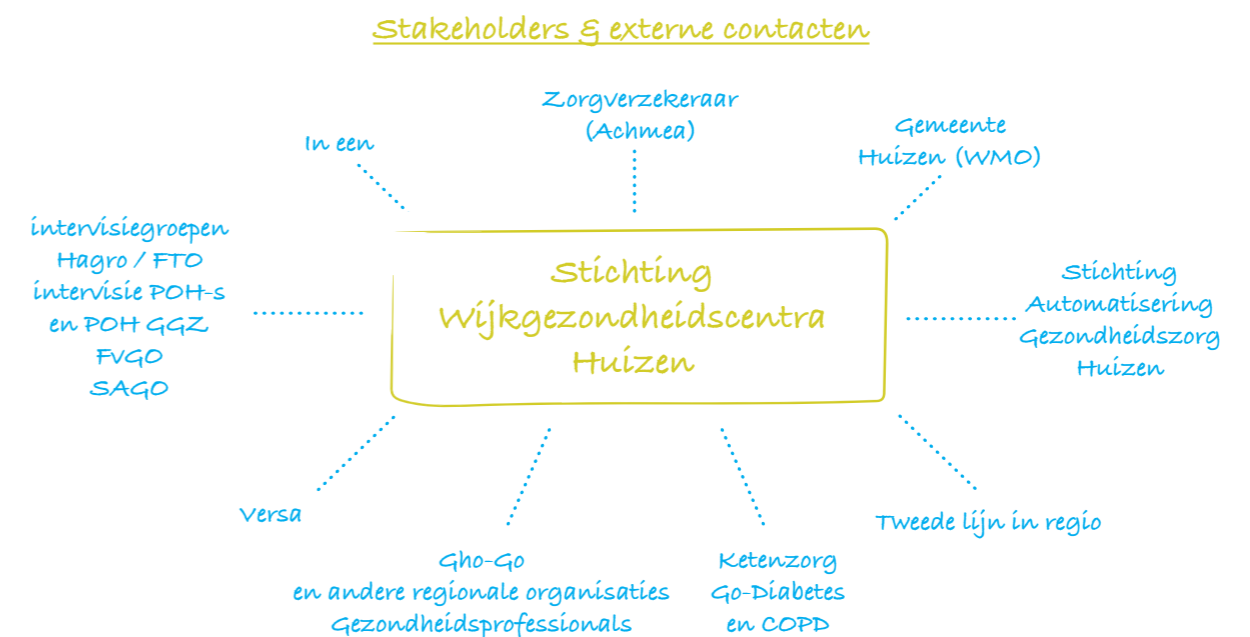 Stakeholders & externe contacten
Zorgverzekeraar
(Achmea)
In een
Gemeente
Huizen (WMO)
intervisiegroepen
Hagro / FTO
intervisie POH-s
en POH GGZ
FvGO
SAGO
Stichting
Wijkgezondheidscentra
Huizen
Stichting
Automatisering
Gezondheidszorg
Huizen
Versa
Tweede lijn in regio
Gho-Go
en andere regionale organisaties
Gezondheidsprofessionals
Ketenzorg
Go-Diabetes
en COPD